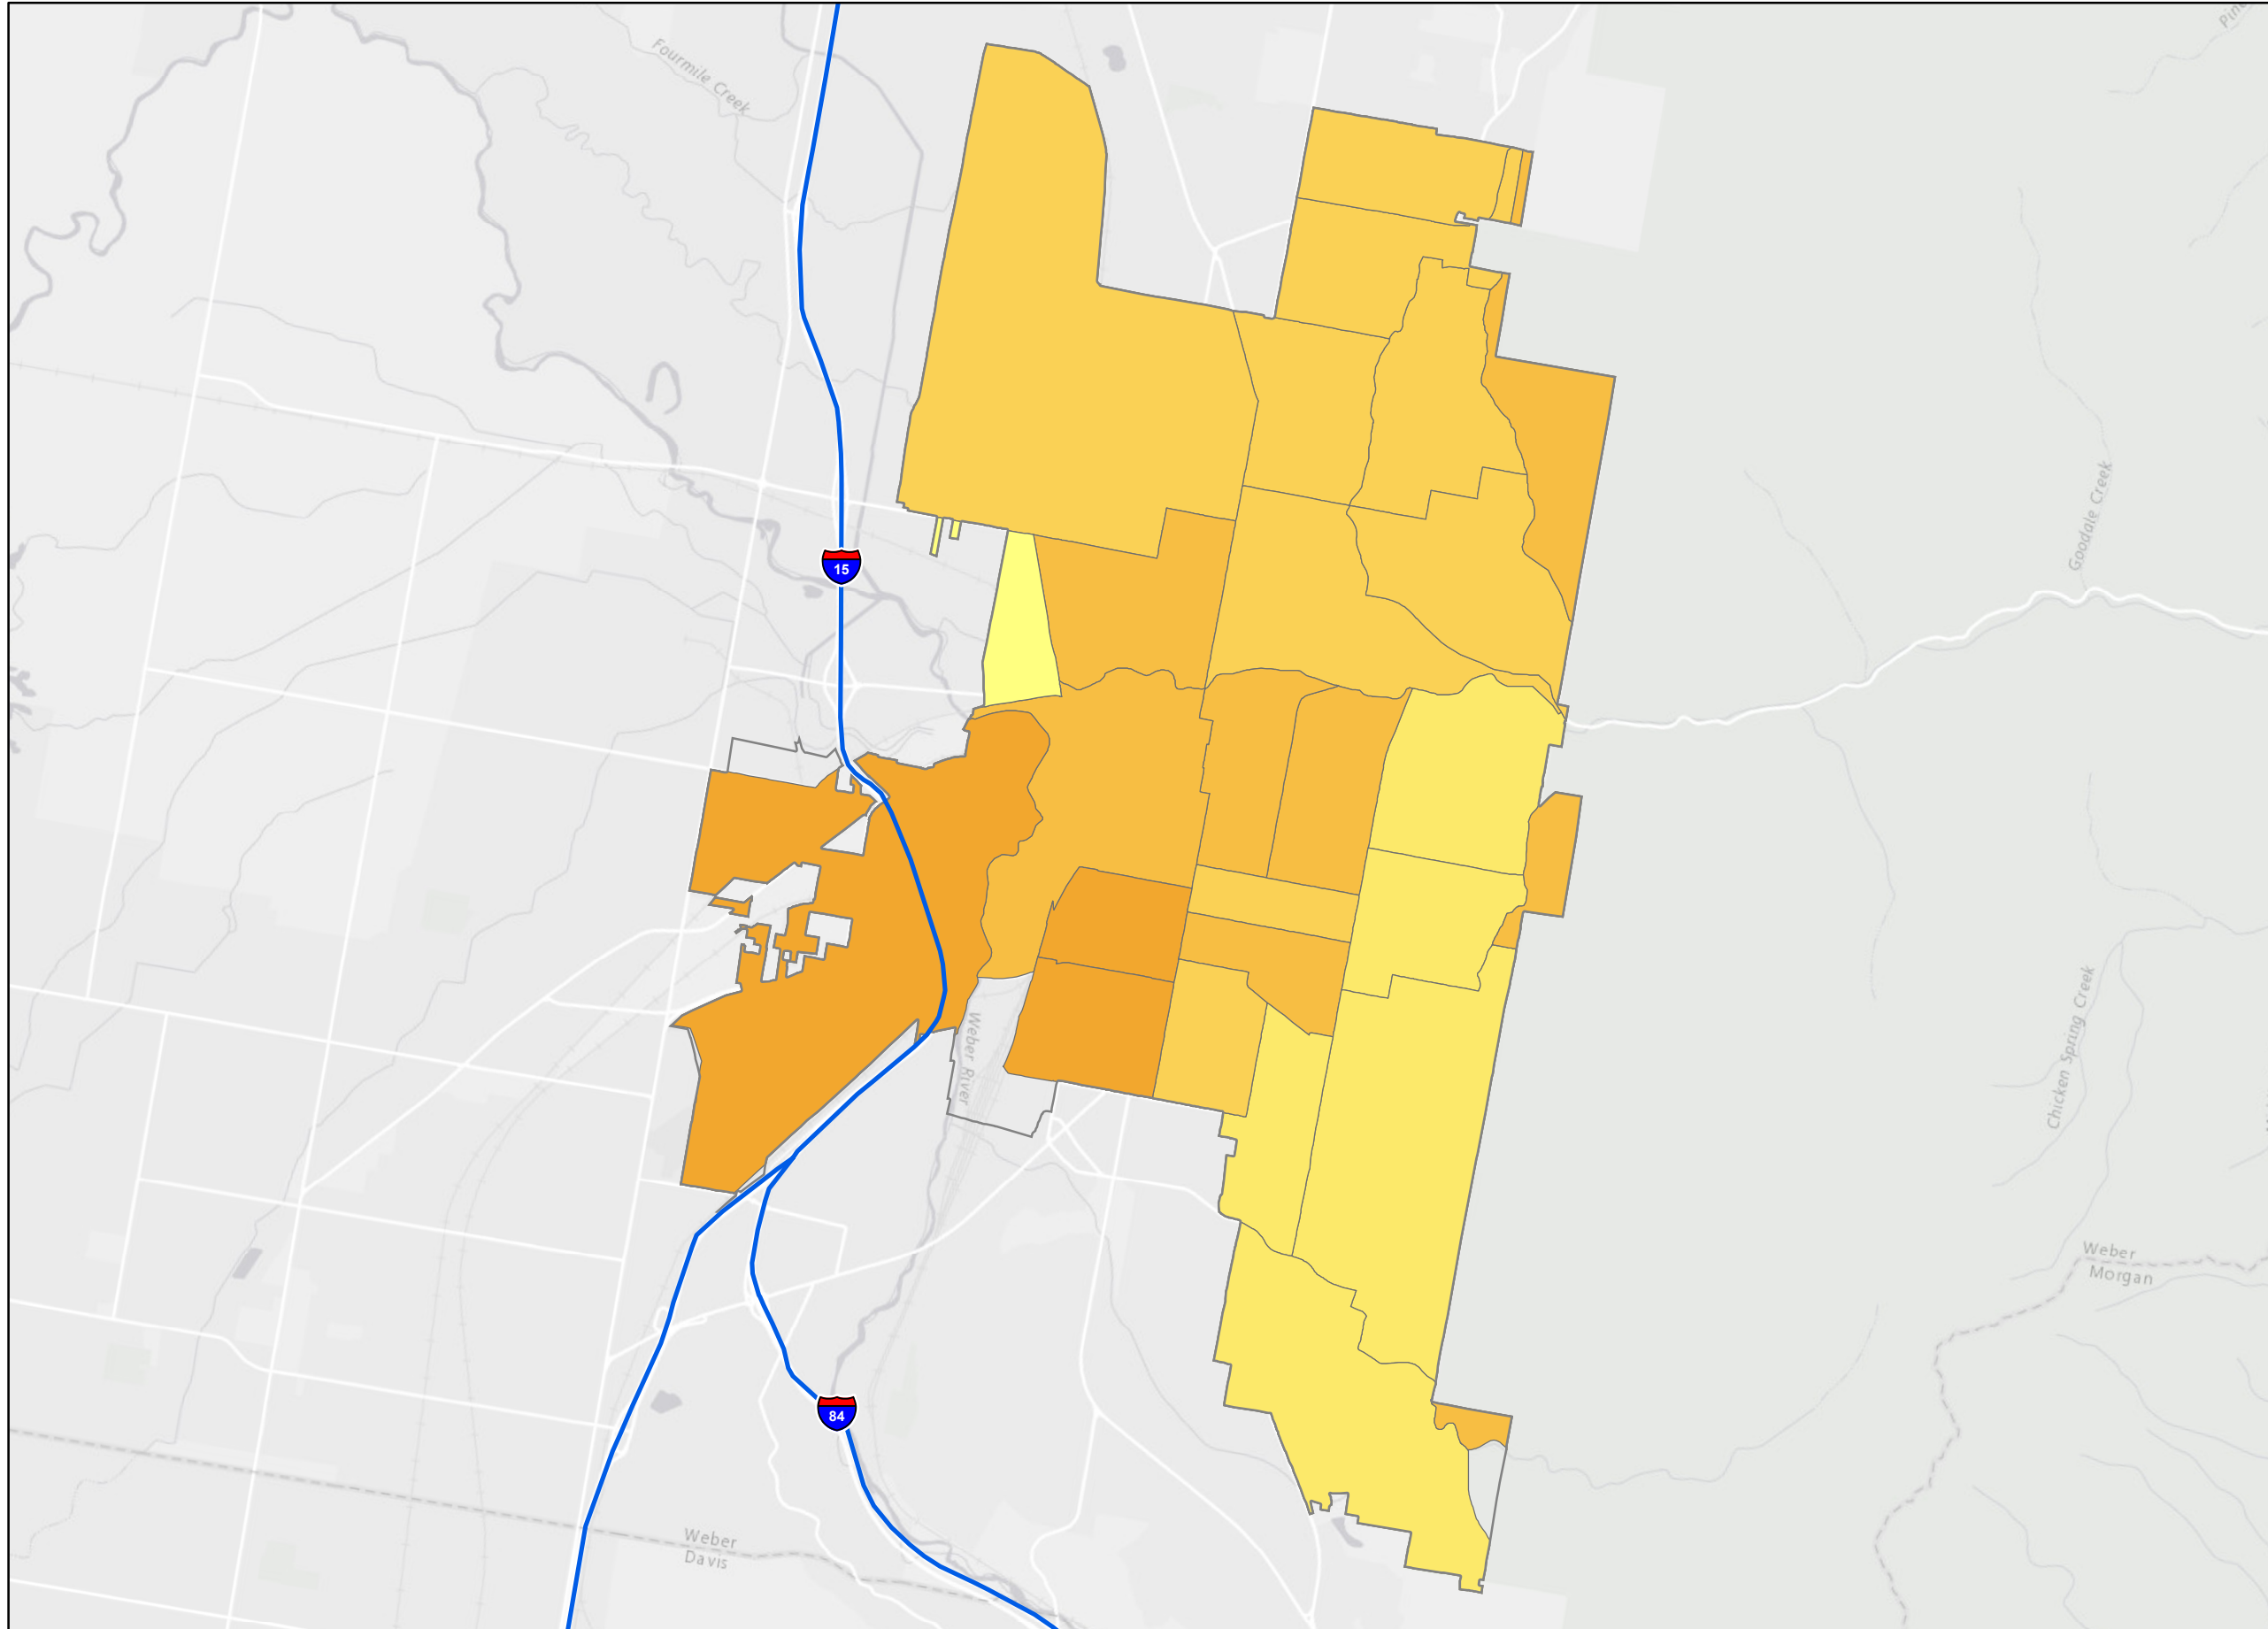 Fourmile Creek
15
Goodale Creek
Weber River
Chicken Spring Creek
Weber
Morgan
84
Weber
Davis